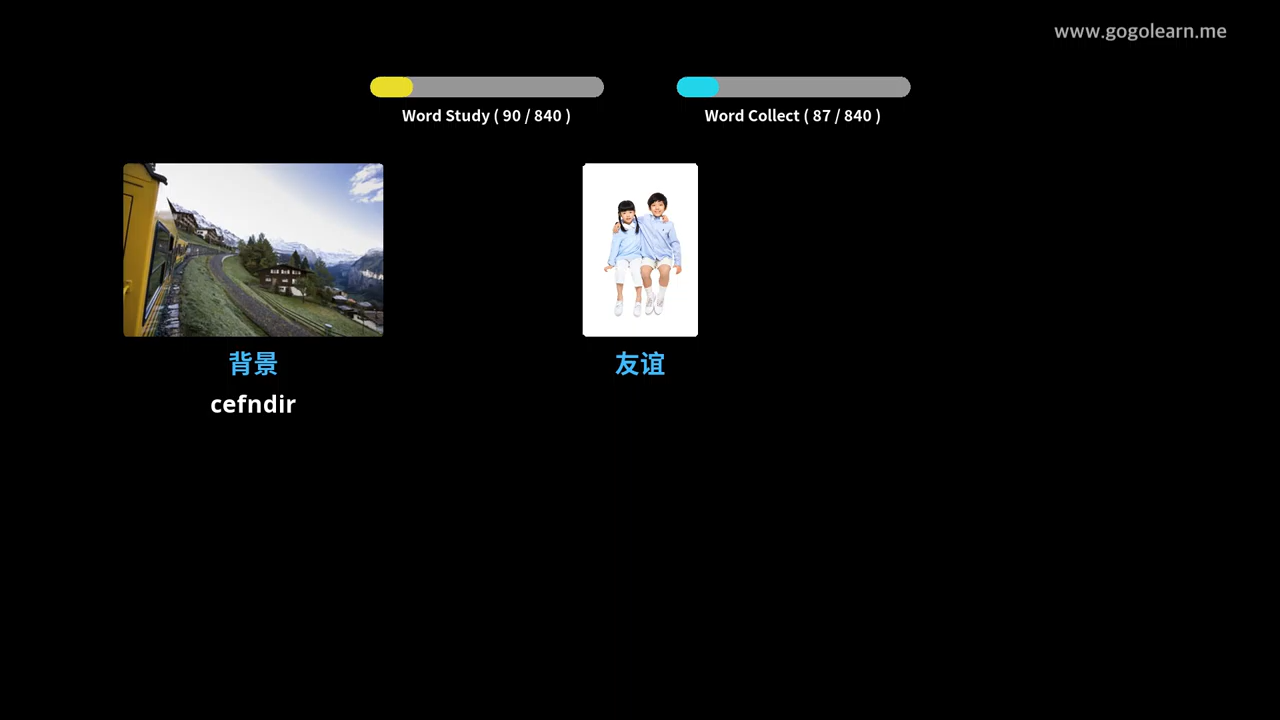 www.gogolearn.me
Word Study ( 90 / 840 )
Word Collect ( 87 / 840 )
背景
友谊
cefndir